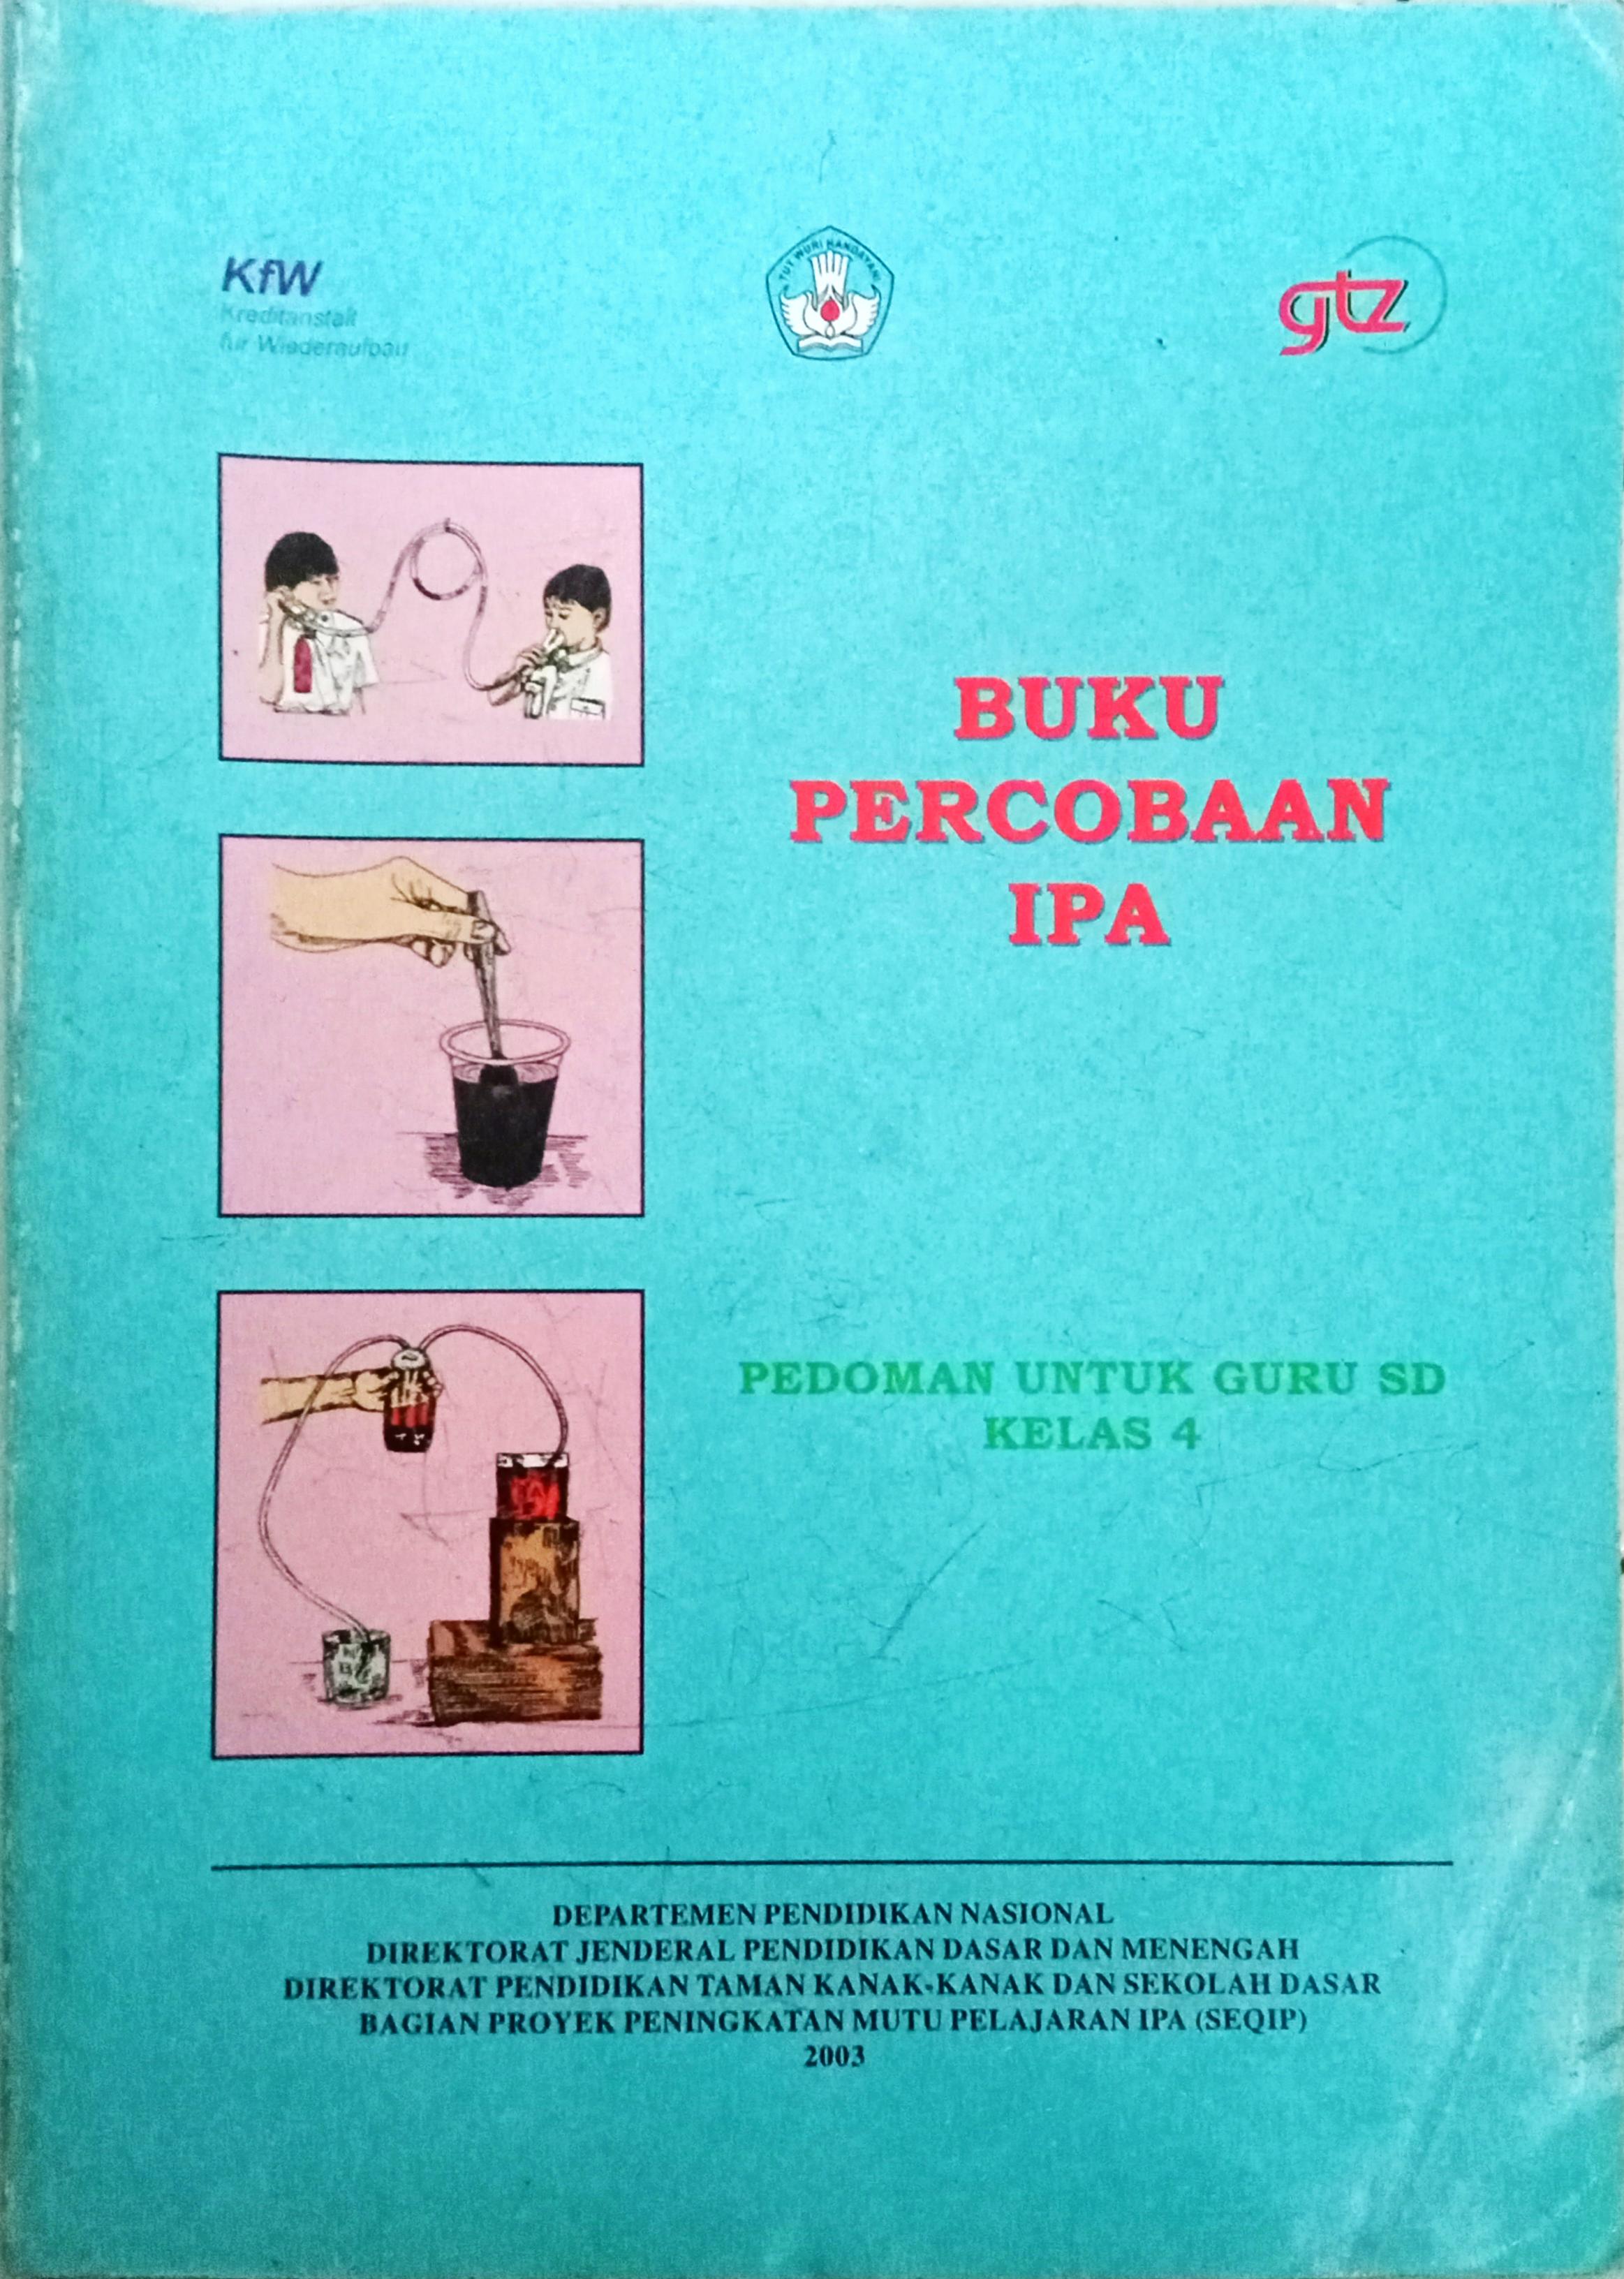 KfW
Kreditanstalt
für Wiederaufbau
TUT WURI HANDAYANI
gtz
BUKU
PERCOBAAN
IPA
PEDOMAN UNTUK GURU SD
KELAS 4
DEPARTEMEN PENDIDIKAN NASIONAL
DIREKTORAT JENDERAL PENDIDIKAN DASAR DAN MENENGAH
DIREKTORAT PENDIDIKAN TAMAN KANAK-KANAK DAN SEKOLAH DASAR
BAGIAN PROYEK PENINGKATAN MUTU PELAJARAN IPA (SEQIP)
2003